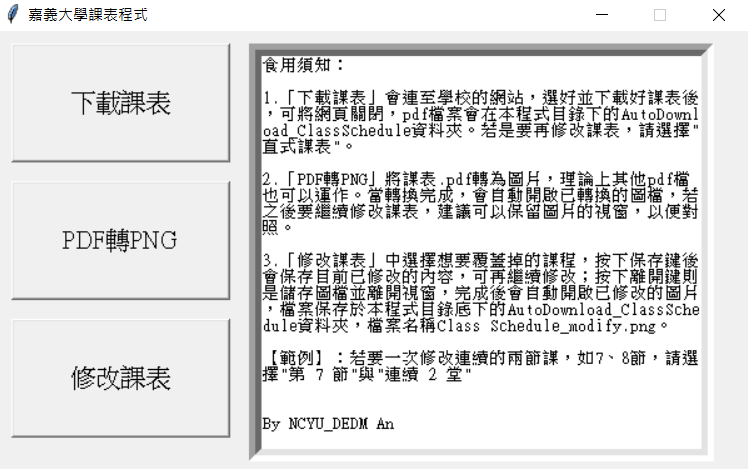 嘉義大學課表程式
下載課表
PDF轉PNG
修改課表
食用須知：
1.「下載課表」會連至學校的網站，選好並下載好課表後
，可將網頁關閉，pdf檔案會在本程式目錄下的AutoDownl
oad_ClassSchedule資料夾。若是要再修改課表，請選擇"
直式課表"。
2.「PDF轉PNG」將課表.pdf轉為圖片，理論上其他pdf檔
也可以運作。當轉換完成，會自動開啟已轉換的圖檔，若
之後要繼續修改課表，建議可以保留圖片的視窗，以便對
照。
3.「修改課表」中選擇想要覆蓋掉的課程，按下保存鍵後
會保存目前已修改的內容，可再繼續修改；按下離開鍵則
是儲存圖檔並離開視窗，完成後會自動開啟已修改的圖片
，檔案保存於本程式目錄底下的AutoDownload_ClassSche
dule資料夾，檔案名稱Class Schedule_modify.png。
【範例】：若要一次修改連續的兩節課，如7、8節，請選
擇"第 7 節"與"連續 2 堂"
By NCYU_DEDM An